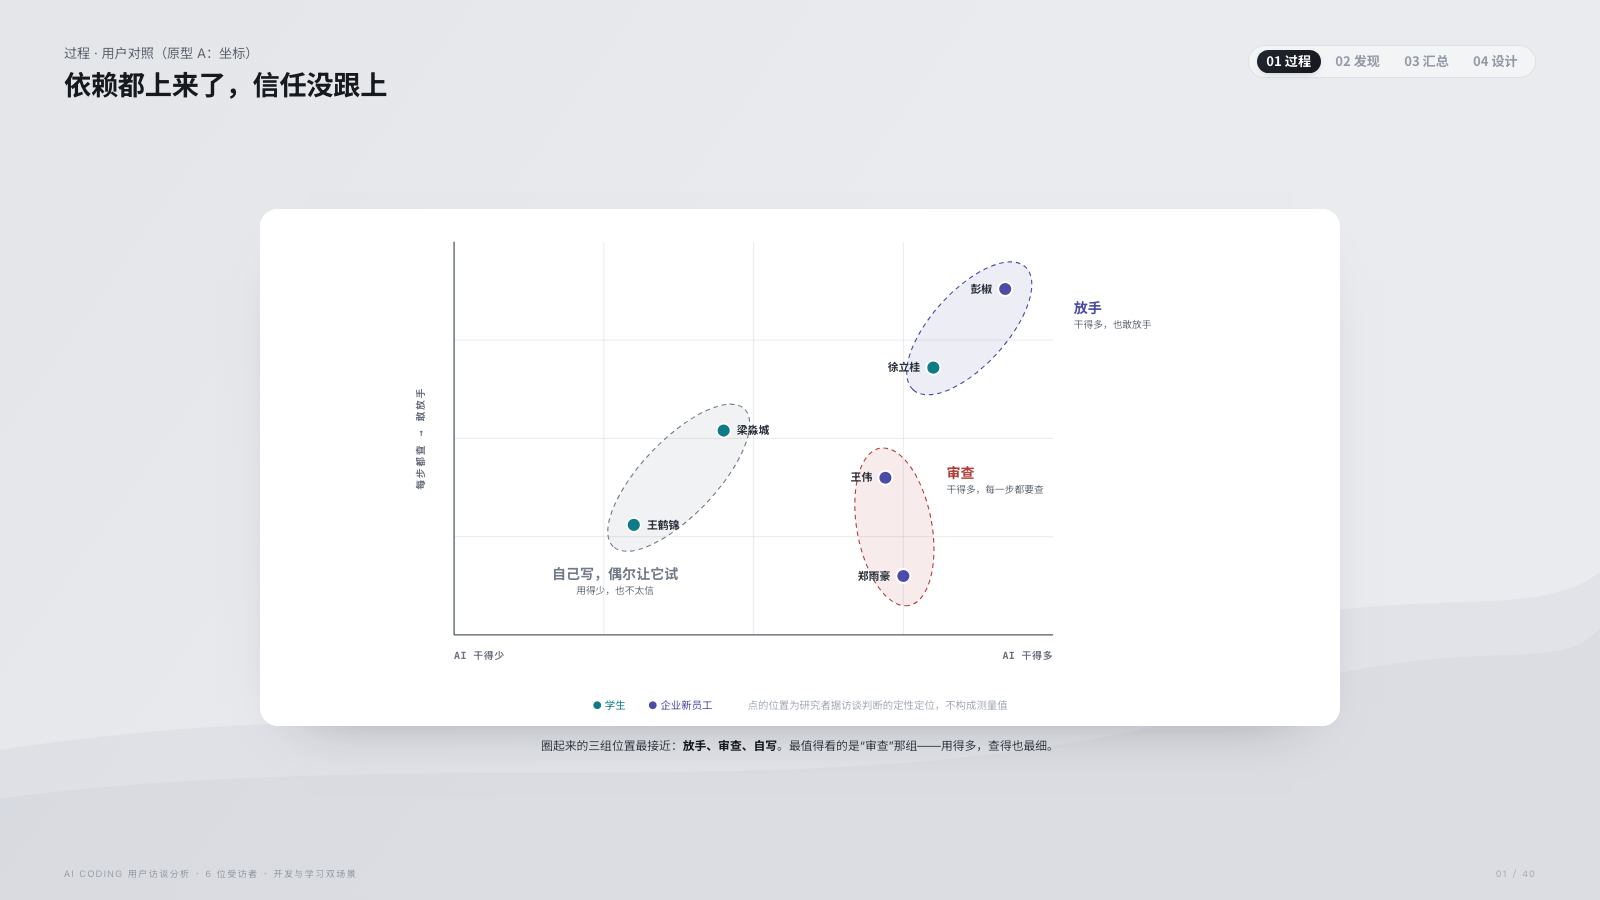 过程 · 用户对照（原型 A：坐标）
依赖都上来了，信任没跟上
01 过程
02 发现
03 汇总
04 设计
彭椒
放手
干得多，也敢放手
徐立桂
每步都查 → 敢放手
梁淼城
王伟
审查
干得多，每一步都要查
王鹤锦
自己写，偶尔让它试
用得少，也不太信
郑雨豪
AI 干得少
AI 干得多
学生
企业新员工
点的位置为研究者据访谈判断的定性定位，不构成测量值
圈起来的三组位置最接近：放手、审查、自写。最值得看的是“审查”那组——用得多，查得也最细。
AI CODING 用户访谈分析 · 6 位受访者 · 开发与学习双场景
01 / 40